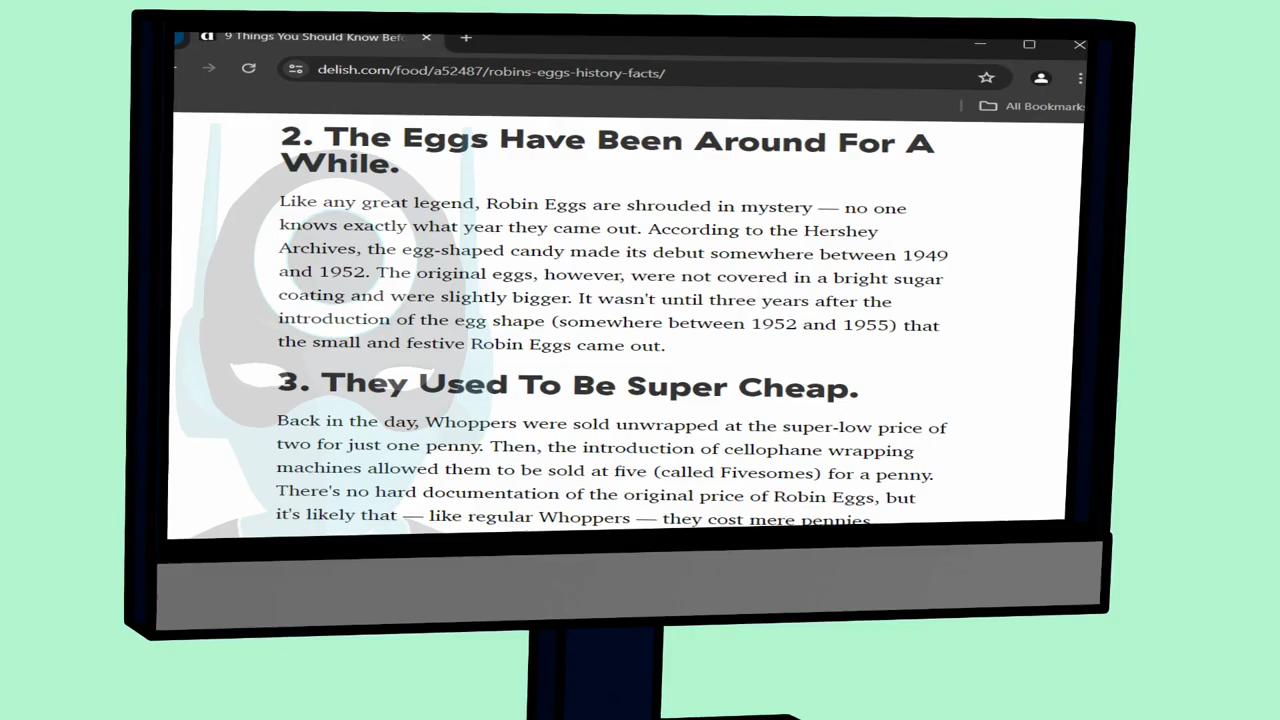 9 Things You Should Know Bef
delish.com/food/a52487/robins-eggs-history-facts/
All Bookmarks
2. The Eggs Have Been Around For A
While.
Like any great legend, Robin Eggs are shrouded in mystery — no one
knows exactly what year they came out. According to the Hershey
Archives, the egg-shaped candy made its debut somewhere between 1949
and 1952. The original eggs, however, were not covered in a bright sugar
coating and were slightly bigger. It wasn't until three years after the
introduction of the egg shape (somewhere between 1952 and 1955) that
the small and festive Robin Eggs came out.
3. They Used To Be Super Cheap.
Back in the day, Whoppers were sold unwrapped at the super-low price of
two for just one penny. Then, the introduction of cellophane wrapping
machines allowed them to be sold at five (called Fivesomes) for a penny.
There's no hard documentation of the original price of Robin Eggs, but
it's likely that — like regular Whoppers — they cost mere pennies